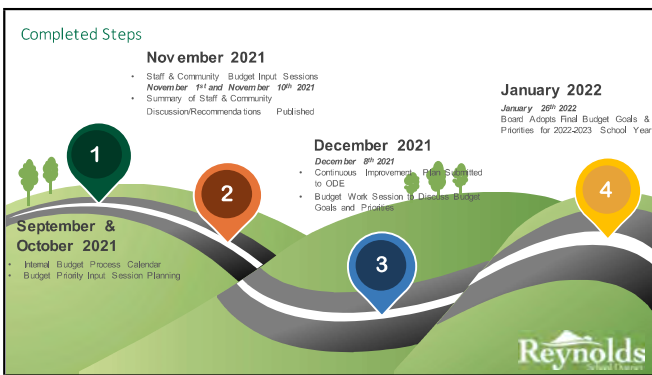 Completed Steps
November 2021
• Staff & Community Budget Input Sessions
November 1st and November 10th 2021
• Summary of Staff & Community
Discussion/Recommendations Published
January 2022
January 26th 2022
Board Adopts Final Budget Goals &
Priorities for 2022-2023 School Year
December 2021
December 8th 2021
• Continuous Improvement Plan Submitted
to ODE
• Budget Work Session to Discuss Budget
Goals and Priorities
1
2
3
4
September &
October 2021
• Internal Budget Process Calendar
• Budget Priority Input Session Planning
Reynolds
School District